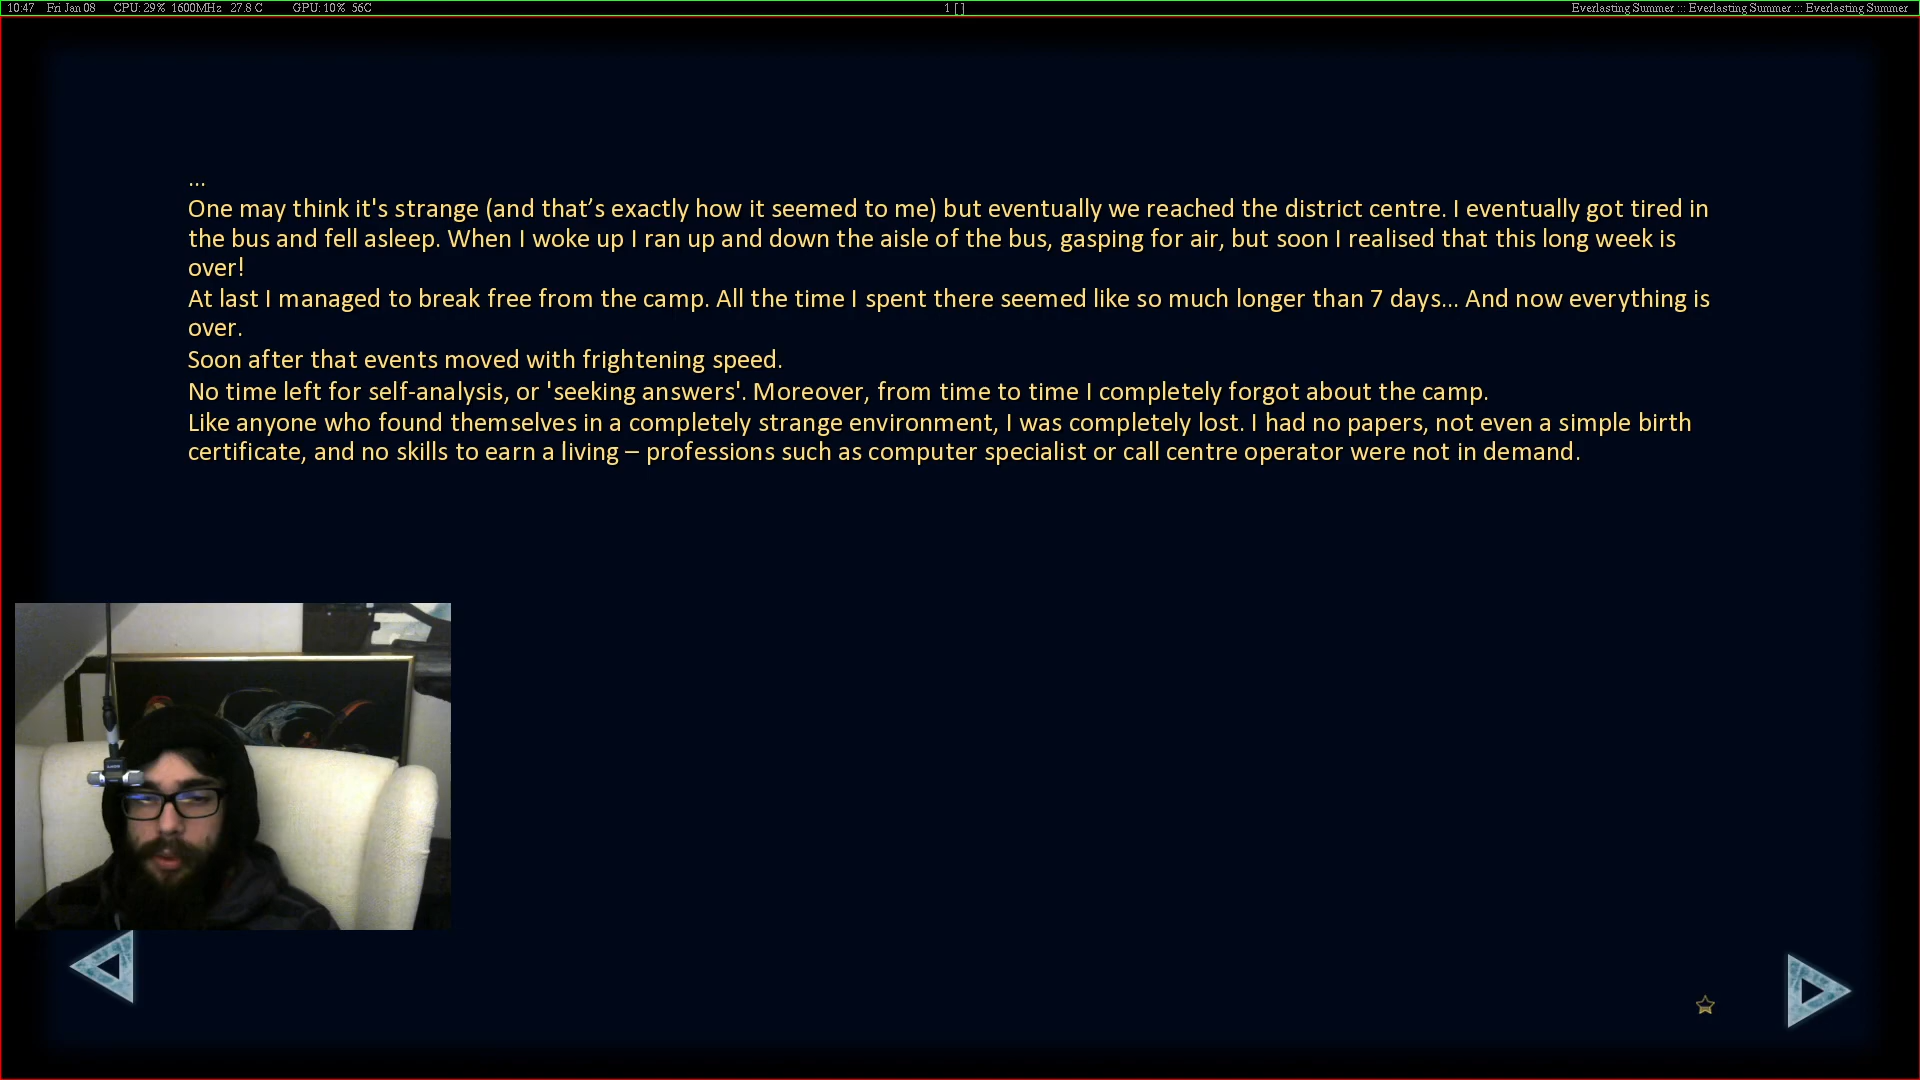 10:47 Fri Jan 08 CPU: 29% 1600MHz 27.8 C GPU: 10% 56C 1 [ ] Everlasting Summer ::: Everlasting Summer ::: Everlasting Summer
...
One may think it's strange (and that’s exactly how it seemed to me) but eventually we reached the district centre. I eventually got tired in
the bus and fell asleep. When I woke up I ran up and down the aisle of the bus, gasping for air, but soon I realised that this long week is
over!
At last I managed to break free from the camp. All the time I spent there seemed like so much longer than 7 days... And now everything is
over.
Soon after that events moved with frightening speed.
No time left for self-analysis, or 'seeking answers'. Moreover, from time to time I completely forgot about the camp.
Like anyone who found themselves in a completely strange environment, I was completely lost. I had no papers, not even a simple birth
certificate, and no skills to earn a living – professions such as computer specialist or call centre operator were not in demand.